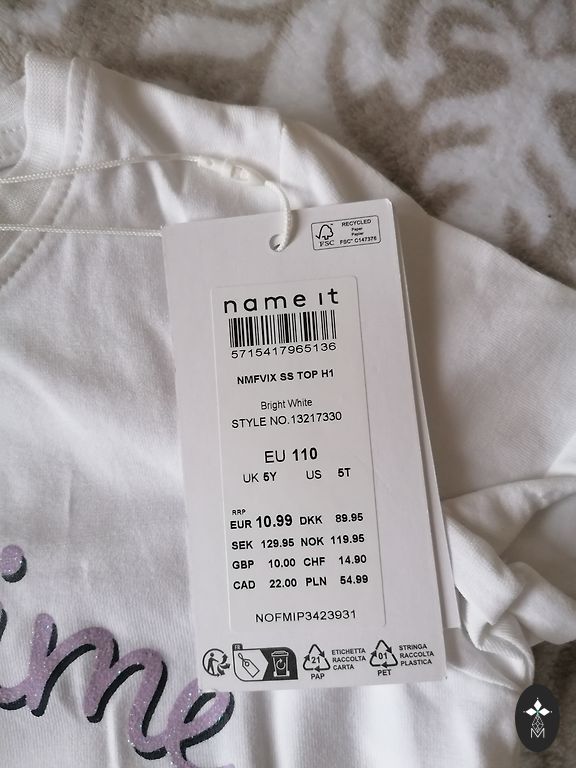 RECYCLED
Paper
Papier
FSC
FSC® C147376
name it
5715417965136
NMFVIX SS TOP H1
Bright White
STYLE NO.13217330
EU 110
UK 5Y US 5T
RRP
EUR 10.99 DKK 89.95
SEK 129.95 NOK 119.95
GBP 10.00 CHF 14.90
CAD 22.00 PLN 54.99
NOFMIP3423931
FR
21
PAP
ETICHETTA
RACCOLTA
CARTA
01
PET
STRINGA
RACCOLTA
PLASTICA
ime
M